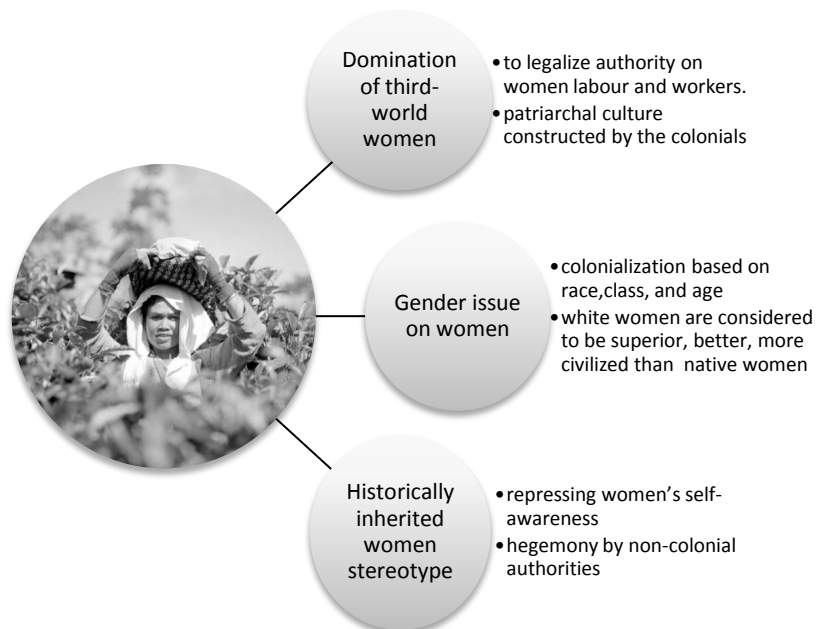 Domination
of third-
world
women
•to legalize authority on
women labour and workers.
•patriarchal culture
constructed by the colonials
Gender issue
on women
•colonialization based on
race,class, and age
•white women are considered
to be superior, better, more
civilized than native women
Historically
inherited
women
stereotype
•repressing women’s self-
awareness
•hegemony by non-colonial
authorities